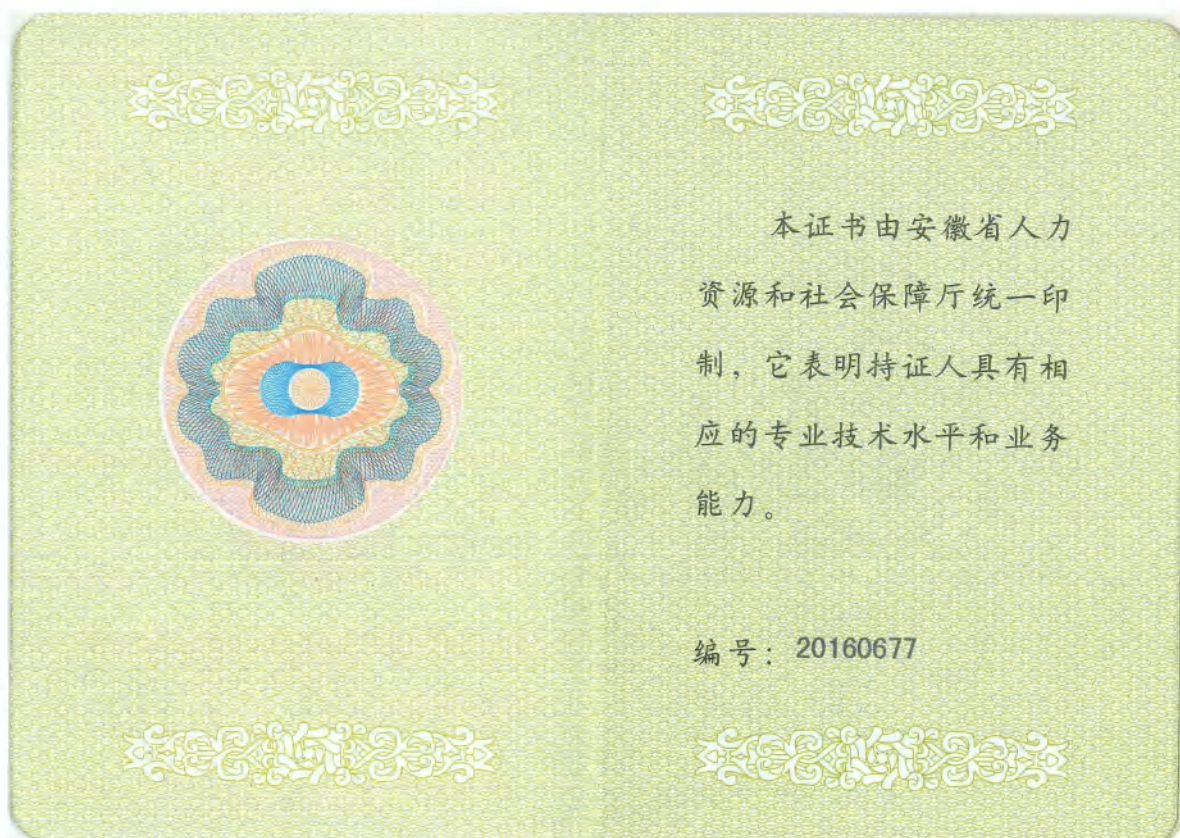 本证书由安徽省人力
资源和社会保障厅统一印
制，它表明持证人具有相
应的专业技术水平和业务
能力。
编号：20160677